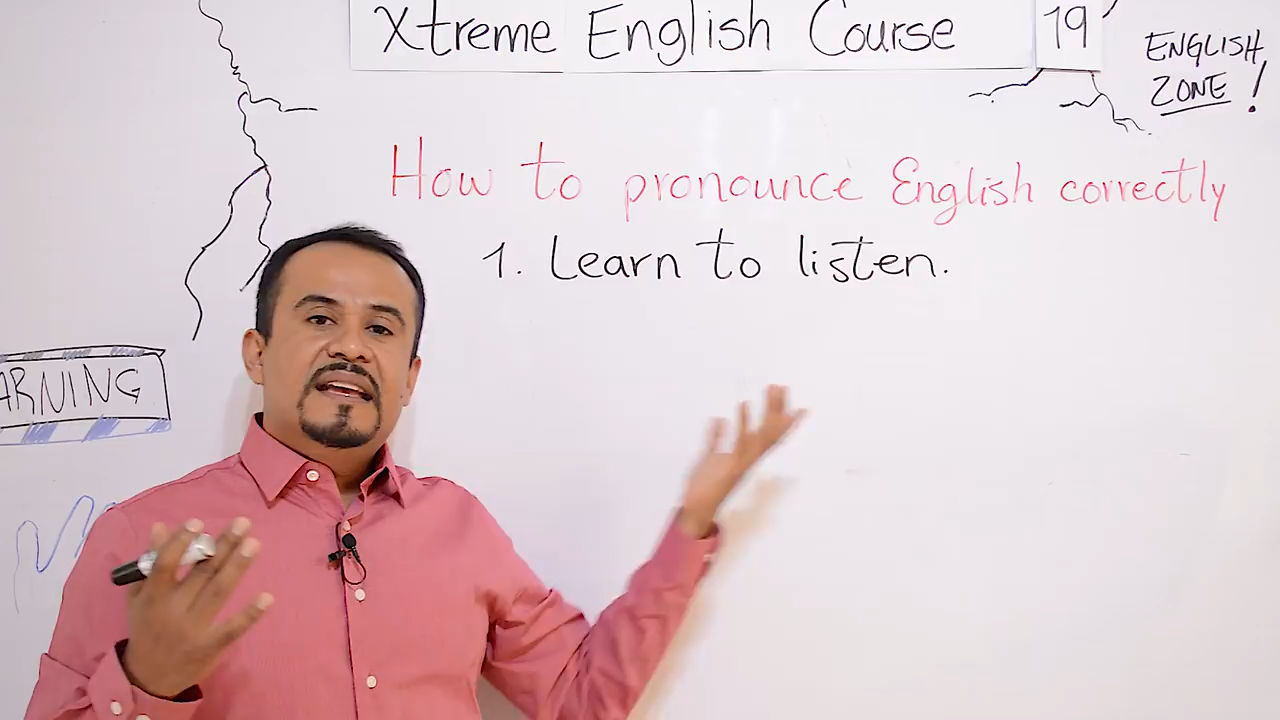 Xtreme English Course 19
ENGLISH
ZONE!
How to pronounce English correctly
1. Learn to listen.
ARNING